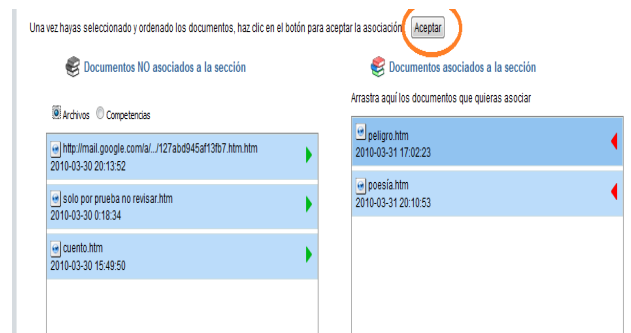 Una vez hayas seleccionado y ordenado los documentos, haz clic en el botón para aceptar la asociación Aceptar
Documentos NO asociados a la sección
Archivos Competencias
http://mail.google.com/a/../127abd945af13fb7.htm.htm
2010-03-30 20:13:52
solo por prueba no revisar.htm
2010-03-30 0:18:34
cuento.htm
2010-03-30 15:49:50
Documentos asociados a la sección
Arrastra aquí los documentos que quieras asociar
peligro.htm
2010-03-31 17:02:23
poesía.htm
2010-03-31 20:10:53